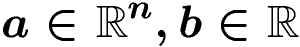 a ∈ ℝⁿ, b ∈ ℝ